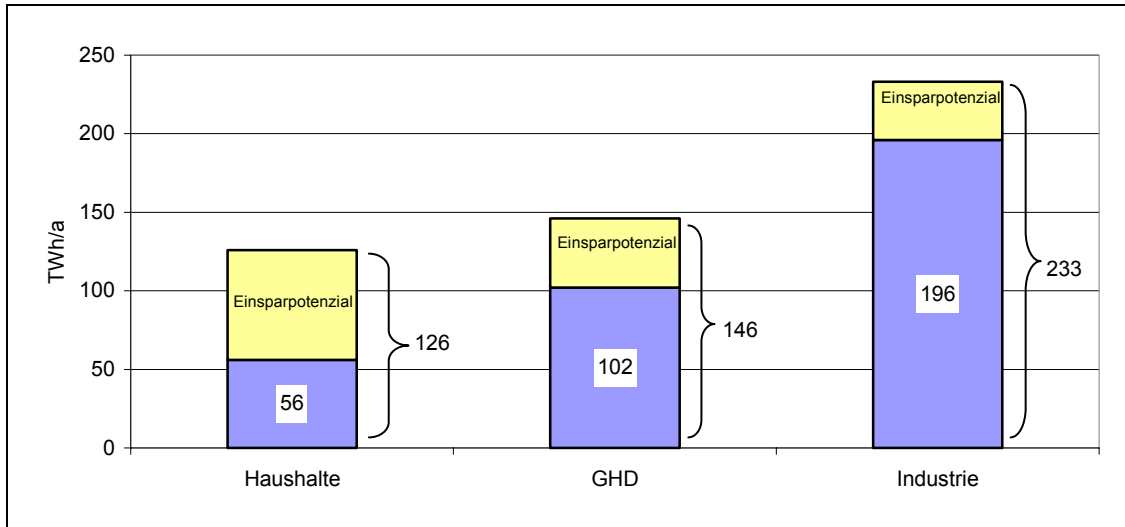 250
200
150
100
50
0
TWh/a
Einsparpotenzial
56
126
Einsparpotenzial
102
146
Einsparpotenzial
196
233
Haushalte
GHD
Industrie